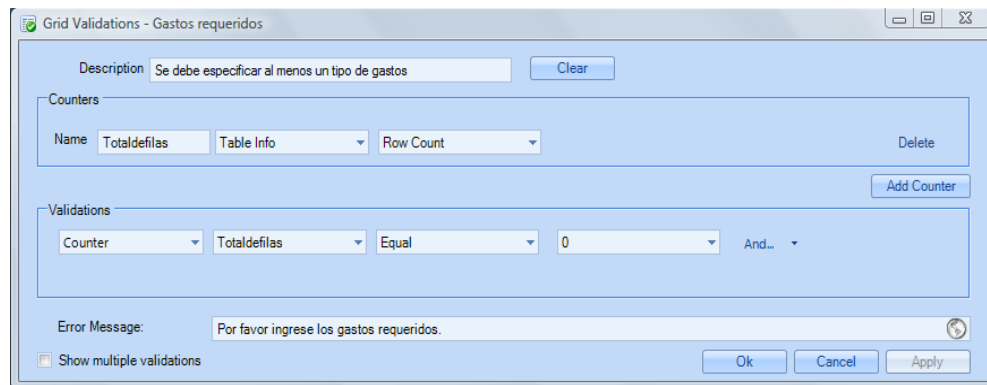 Grid Validations - Gastos requeridos
Description Se debe especificar al menos un tipo de gastos Clear
Counters
Name Totaldefilas Table Info Row Count Delete
Add Counter
Validations
Counter Totaldefilas Equal 0 And...
Error Message: Por favor ingrese los gastos requeridos.
Show multiple validations Ok Cancel Apply